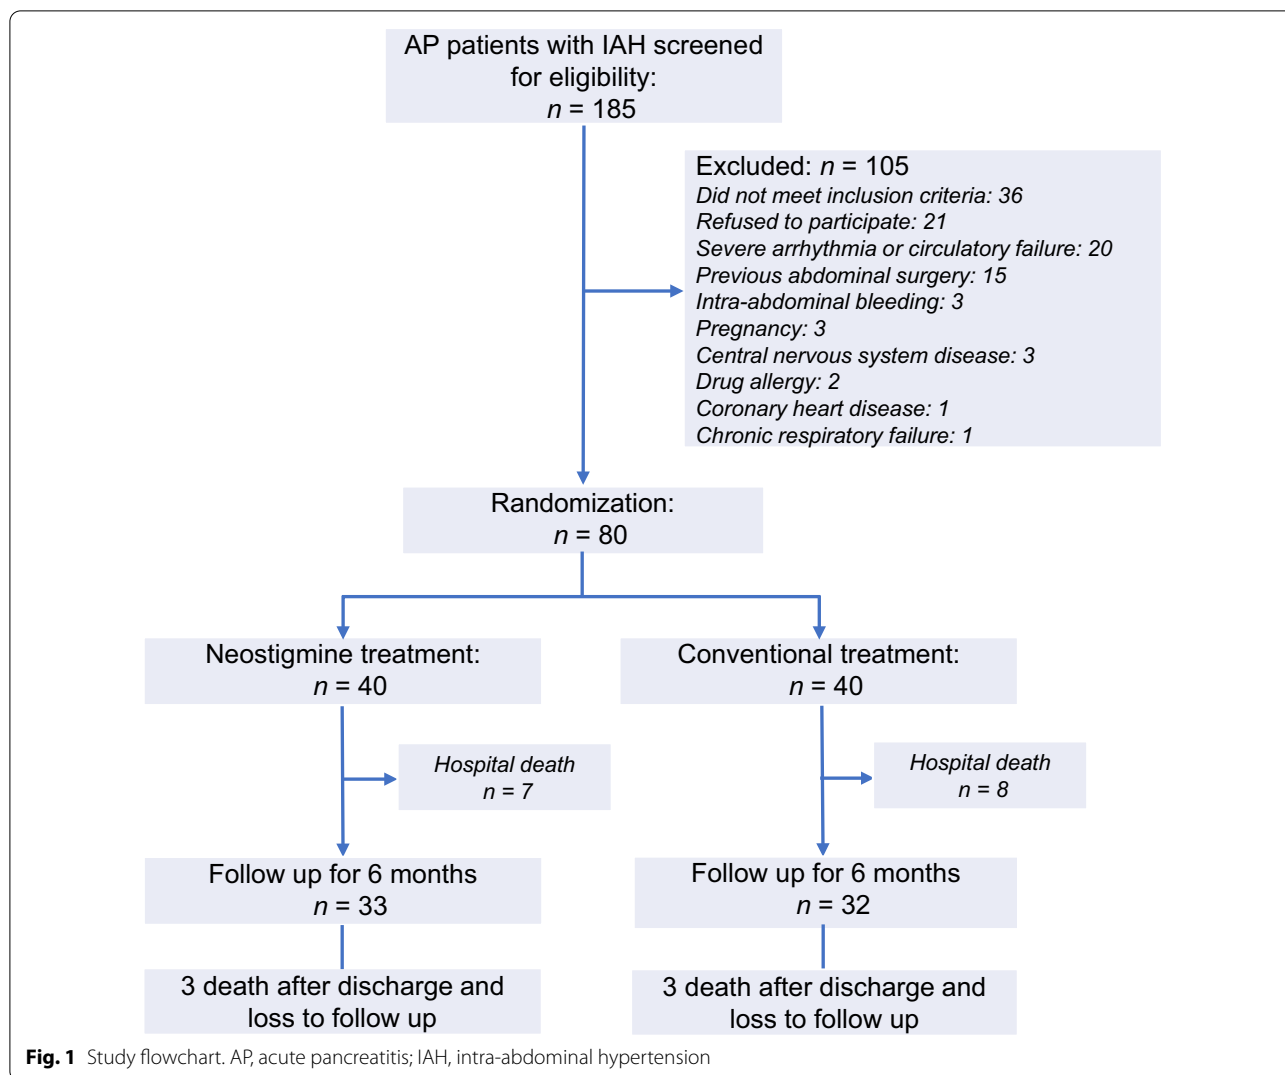 AP patients with IAH screened
for eligibility:
n = 185
Excluded: n = 105
Did not meet inclusion criteria: 36
Refused to participate: 21
Severe arrhythmia or circulatory failure: 20
Previous abdominal surgery: 15
Intra-abdominal bleeding: 3
Pregnancy: 3
Central nervous system disease: 3
Drug allergy: 2
Coronary heart disease: 1
Chronic respiratory failure: 1
Randomization:
n = 80
Neostigmine treatment:
n = 40
Conventional treatment:
n = 40
Hospital death
n = 7
Hospital death
n = 8
Follow up for 6 months
n = 33
Follow up for 6 months
n = 32
3 death after discharge and
loss to follow up
3 death after discharge and
loss to follow up
Fig. 1 Study flowchart. AP, acute pancreatitis; IAH, intra-abdominal hypertension